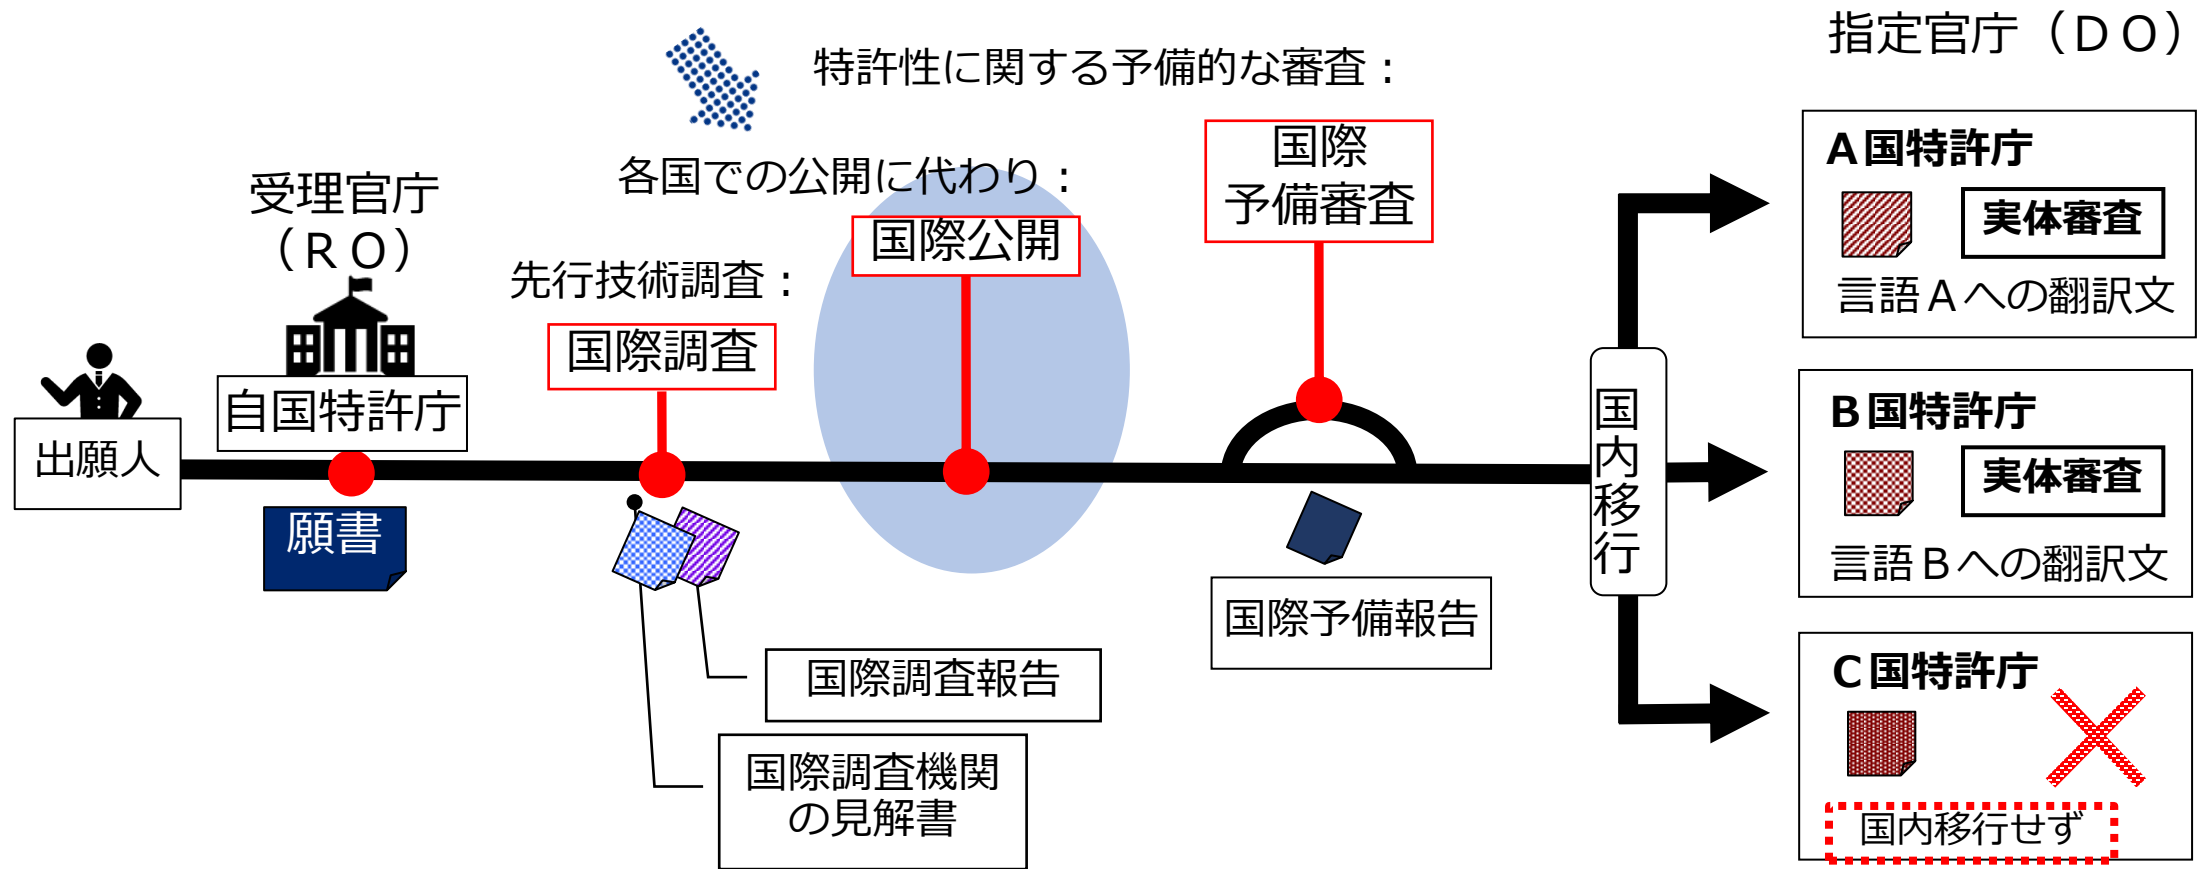 指定官庁（ＤＯ）
特許性に関する予備的な審査：
国際
予備審査
各国での公開に代わり：
国際公開
受理官庁
（ＲＯ）
先行技術調査：
国際調査
自国特許庁
出願人
願書
国際調査報告
国際調査機関
の見解書
国際予備報告
国内移行
Ａ国特許庁
実体審査
言語Ａへの翻訳文
Ｂ国特許庁
実体審査
言語Ｂへの翻訳文
Ｃ国特許庁
国内移行せず